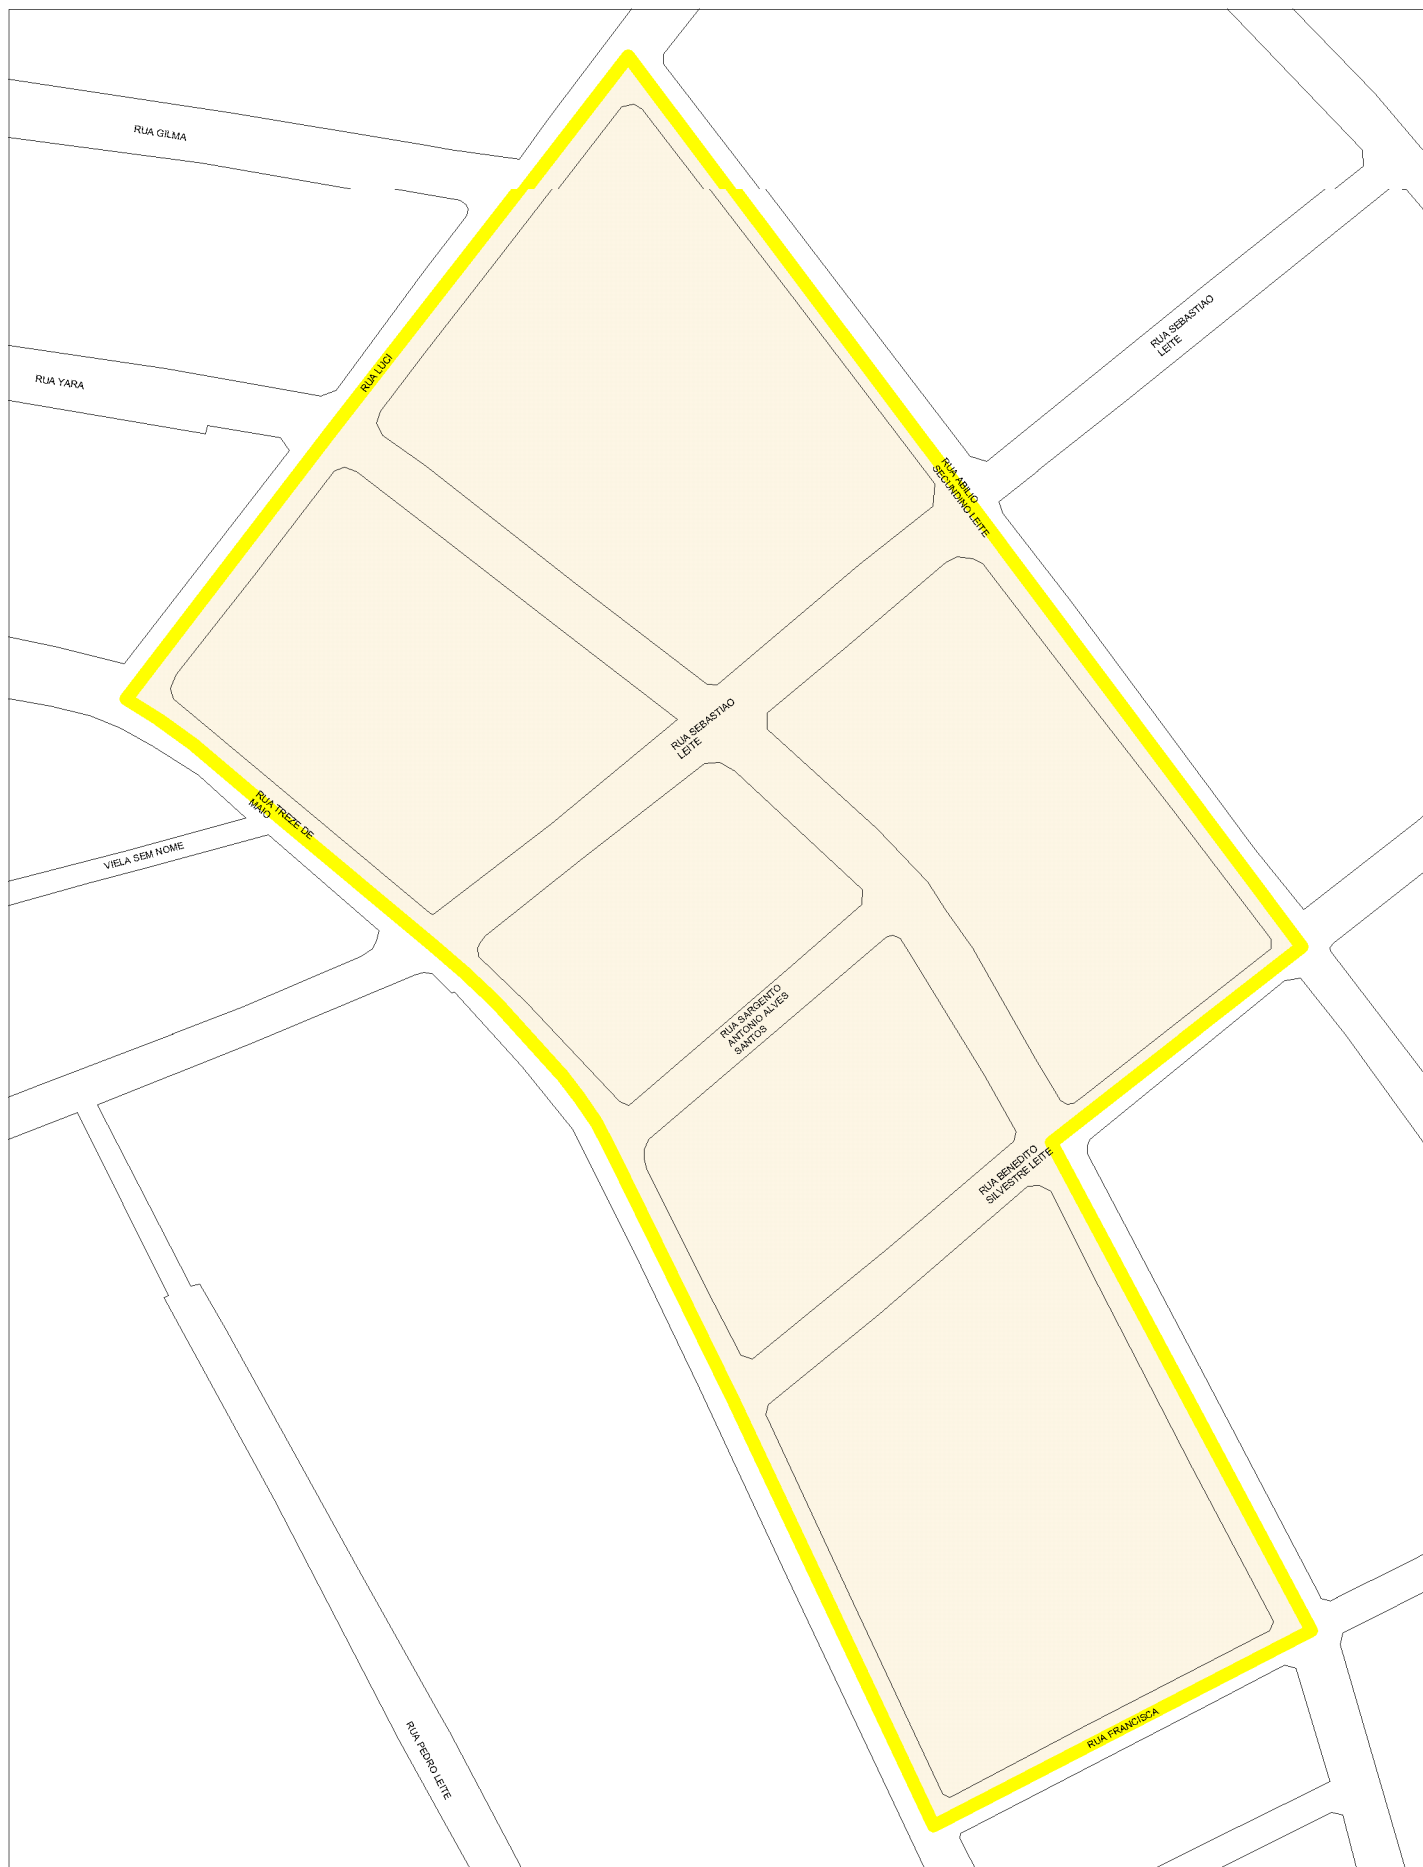 RUA GILMA
RUA SEBASTIAO
LEITE
RUA LUCI
RUA YARA
RUA ABILIO
SECUNDINO LEITE
RUA SEBASTIAO
LEITE
RUA TREZE DE
MAIO
VIELA SEM NOME
RUA SARGENTO
ANTONIO ALVES
SANTOS
RUA BENEDITO
SILVESTRE LEITE
RUA FRANCISCA
RUA PEDRO LEITE